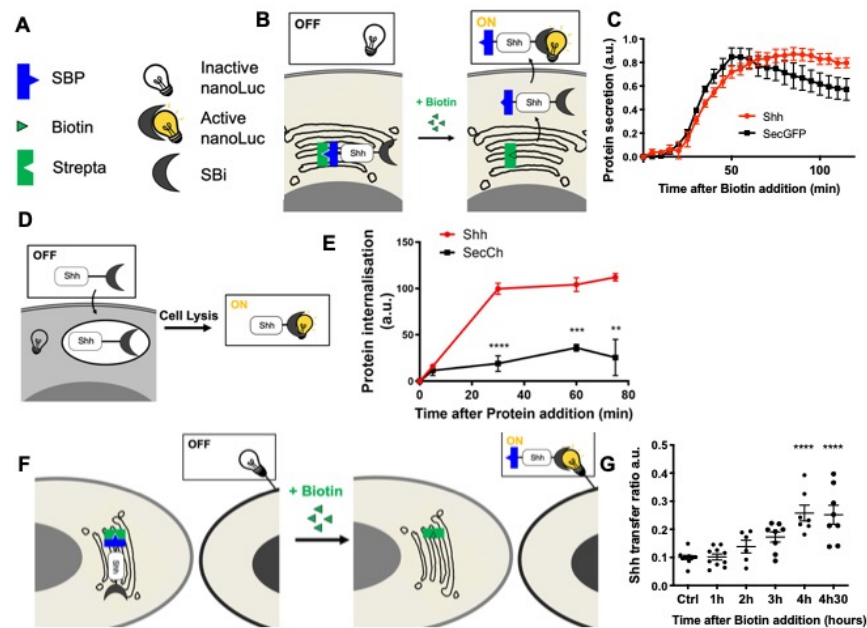 A
SBP
Biotin
Strepta
Inactive
nanoLuc
Active
nanoLuc
SBi
B
OFF
Shh
+ Biotin
ON
Shh
Shh
C
Protein secretion (a.u.)
1.0
0.8
0.6
0.4
0.2
0.0
Shh
SecGFP
50
100
Time after Biotin addition (min)
D
OFF
Shh
Shh
Cell Lysis
ON
Shh
E
Shh
SecCh
Protein internalisation
(a.u.)
150
100
50
0
****
***
**
0
20
40
60
80
Time after Protein addition (min)
F
OFF
Shh
+ Biotin
ON
Shh
G
Shh transfer ratio a.u.
0.5
0.4
0.3
0.2
0.1
0.0
****
****
Ctrl
1h
2h
3h
4h
4h30
Time after Biotin addition (hours)